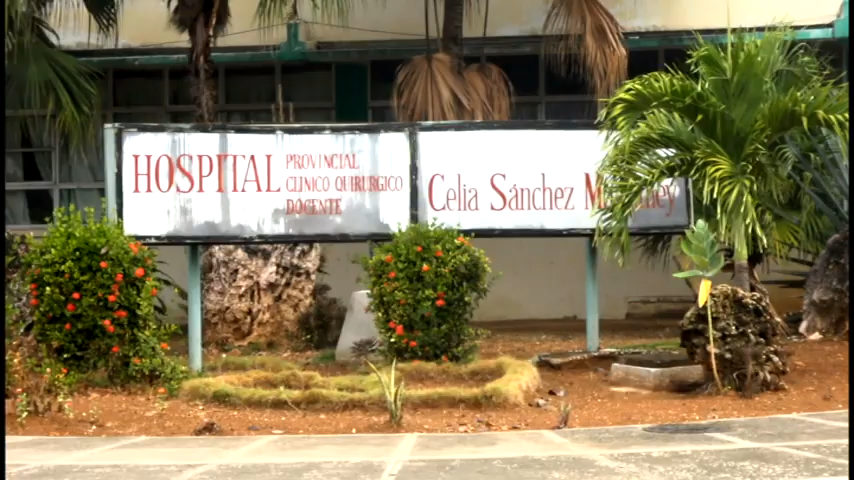 HOSPITAL
PROVINCIAL
CLINICO QUIRURGICO
DOCENTE
Celia Sánchez